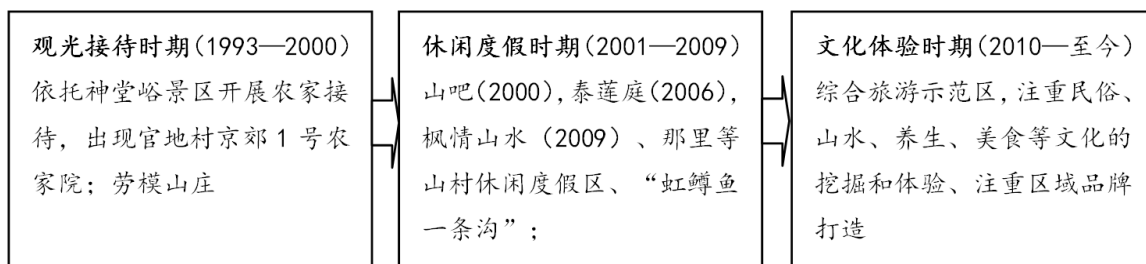 观光接待时期(1993—2000)
依托神堂峪景区开展农家接
待，出现官地村京郊 1 号农
家院；劳模山庄
休闲度假时期(2001—2009)
山吧(2000),泰莲庭(2006),
枫情山水（2009）、那里等
山村休闲度假区、“虹鳟鱼
一条沟”；
文化体验时期(2010—至今)
综合旅游示范区，注重民俗、
山水、养生、美食等文化的
挖掘和体验、注重区域品牌
打造